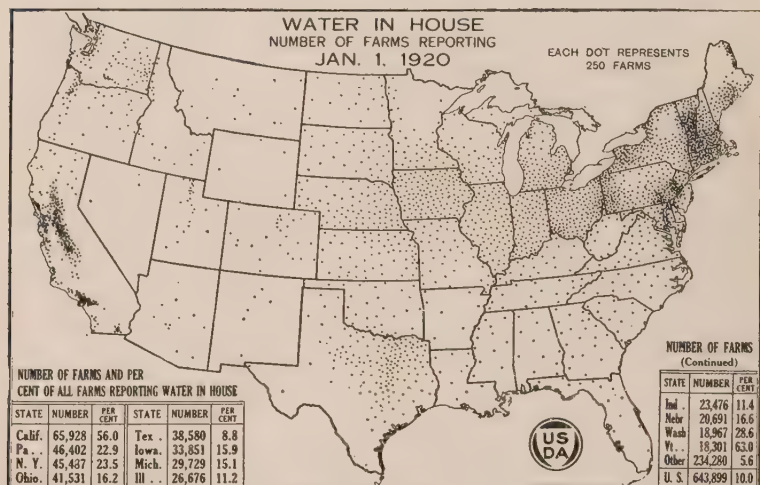 WATER IN HOUSE
NUMBER OF FARMS REPORTING
JAN. 1. 1920
EACH DOT REPRESENTS
250 FARMS
NUMBER OF FARMS AND PER
CENT OF ALL FARMS REPORTING WATER IN HOUSE
STATE NUMBER PER CENT STATE NUMBER PER CENT
Calif. 65,928 56.0 Tex . 38,580 8.8
Pa . . 46,402 22.9 Iowa. 33,851 15.9
N. Y. 45,437 23.5 Mich. 29,729 15.1
Ohio. 41,531 16.2 Ill . . 26,676 11.2
US
DA
NUMBER OF FARMS
(Continued)
STATE NUMBER PER CENT
Ind . 23,476 11.4
Nebr 20,691 16.6
Wash 18,967 28.6
Vt. . 18,301 63.0
Other 234,280 5.6
U. S. 643,899 10.0